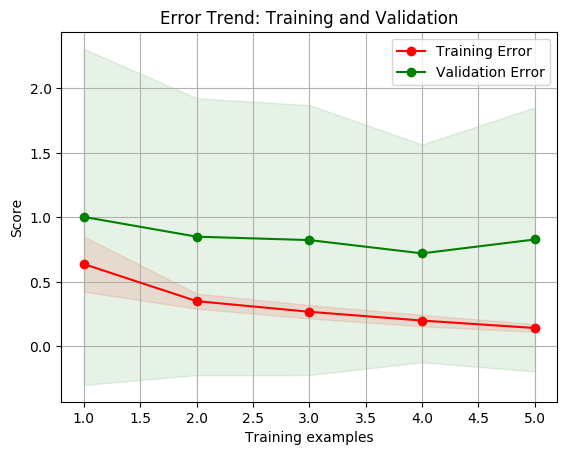 Error Trend: Training and Validation
Training Error
Validation Error
Score
2.0
1.5
1.0
0.5
0.0
1.0 1.5 2.0 2.5 3.0 3.5 4.0 4.5 5.0
Training examples